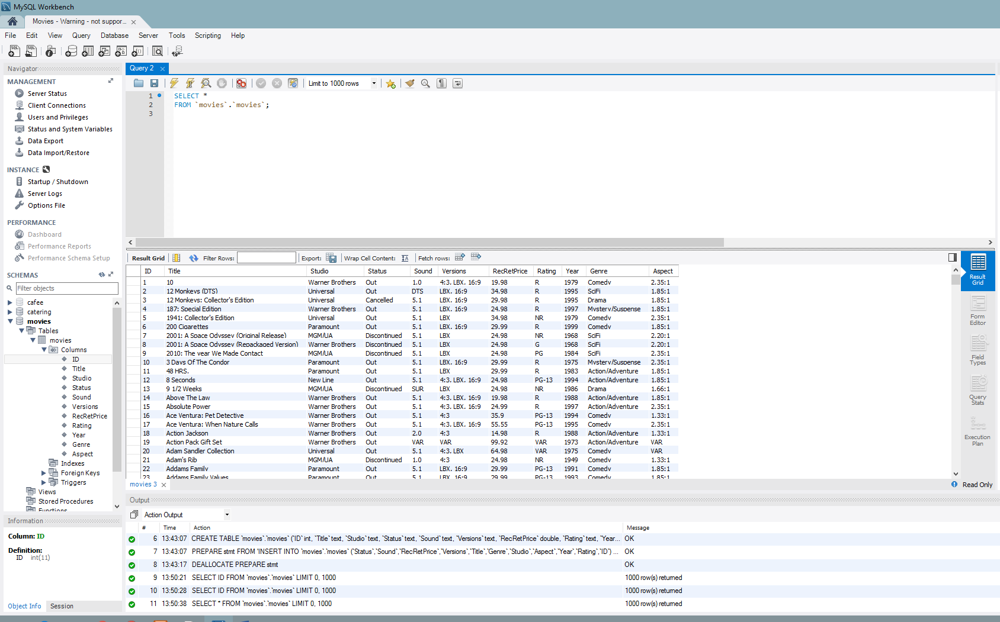 MySQL Workbench
Movies - Warning - not suppor...
File Edit View Query Database Server Tools Scripting Help
Navigator
MANAGEMENT
Server Status
Client Connections
Users and Privileges
Status and System Variables
Data Export
Data Import/Restore
INSTANCE
Startup / Shutdown
Server Logs
Options File
PERFORMANCE
Dashboard
Performance Reports
Performance Schema Setup
SCHEMAS
Filter objects
cafee
catering
movies
Tables
movies
Columns
ID
Title
Studio
Status
Sound
Versions
RecRetPrice
Rating
Year
Genre
Aspect
Indexes
Foreign Keys
Triggers
Views
Stored Procedures
Functions
Information
Column: ID
Definition:
ID int(11)
Object Info Session
Query 2
Limit to 1000 rows
1 SELECT *
2 FROM `movies`.`movies`;
3
Result Grid Filter Rows: Export: Wrap Cell Content: Fetch rows:
ID Title Studio Status Sound Versions RecRetPrice Rating Year Genre Aspect
1 10 Warner Brothers Out 1.0 4:3, LBX, 16:9 19.98 R 1979 Comedy 2.35:1
2 12 Monkeys (DTS) Universal Out DTS LBX, 16:9 34.98 R 1995 SciFi 1.85:1
3 12 Monkeys: Collector's Edition Universal Cancelled 5.1 LBX, 16:9 29.98 R 1995 Drama 1.85:1
4 187: Special Edition Warner Brothers Out 5.1 LBX, 16:9 24.98 R 1997 Mystery/Suspense 1.85:1
5 1941: Collector's Edition Universal Out 5.1 LBX 34.98 NR 1979 Comedy 2.35:1
6 200 Cigarettes Paramount Out 5.1 LBX, 16:9 29.99 R 1999 Comedy 1.85:1
7 2001: A Space Odyssey (Original Release) MGM/UA Discontinued 5.1 LBX 24.98 NR 1968 SciFi 2.20:1
8 2001: A Space Odyssey (Repackaged Version) Warner Brothers Discontinued 5.1 LBX 24.98 G 1968 SciFi 2.20:1
9 2010: The year We Made Contact MGM/UA Discontinued 5.1 LBX 24.98 PG 1984 SciFi 2.35:1
10 3 Days Of The Condor Paramount Out 5.1 LBX, 16:9 29.99 R 1975 Mystery/Suspense 2.35:1
11 48 HRS. Paramount Out 5.1 LBX 29.99 R 1983 Action/Adventure 1.85:1
12 8 Seconds New Line Out 5.1 4:3, LBX, 16:9 24.98 PG-13 1994 Action/Adventure 1.85:1
13 9 1/2 Weeks MGM/UA Discontinued SUR LBX 24.98 NR 1986 Drama 1.66:1
14 Above The Law Warner Brothers Out 5.1 4:3, LBX, 16:9 19.98 R 1988 Action/Adventure 1.85:1
15 Absolute Power Warner Brothers Out 5.1 4:3, LBX, 16:9 24.99 R 1997 Action/Adventure 2.35:1
16 Ace Ventura: Pet Detective Warner Brothers Out 5.1 4:3 35.9 PG-13 1994 Comedy 1.33:1
17 Ace Ventura: When Nature Calls Warner Brothers Out 5.1 4:3, LBX, 16:9 55.55 PG-13 1995 Comedy 2.35:1
18 Action Jackson Warner Brothers Out 2.0 4:3 14.98 R 1988 Action/Adventure 1.33:1
19 Action Pack Gift Set Warner Brothers Out VAR VAR 99.92 VAR 1973 Action/Adventure VAR
20 Adam Sandler Collection Universal Out 5.1 4:3, LBX 64.98 VAR 1975 Comedy VAR
21 Adam's Rib MGM/UA Discontinued 1.0 4:3 24.98 NR 1949 Comedy 1.33:1
22 Addams Family Paramount Out 5.1 LBX, 16:9 29.99 PG-13 1991 Comedy 1.85:1
23 Addams Family Values Paramount Out 5.1 LBX, 16:9 29.99 PG-13 1993 Comedy 1.85:1
Result Grid
Form Editor
Field Types
Query Stats
Execution Plan
movies 3
Read Only
Output
Action Output
# Time Action Message
6 13:43:07 CREATE TABLE `movies`.`movies` (`ID` int, `Title` text, `Studio` text, `Status` text, `Sound` text, `Versions` text, `RecRetPrice` double, `Rating` text, `Year... OK
7 13:43:07 PREPARE stmt FROM 'INSERT INTO `movies`.`movies` (`Status`,`Sound`,`RecRetPrice`,`Versions`,`Title`,`Genre`,`Studio`,`Aspect`,`Year`,`Rating`,`ID`) ... OK
8 13:43:17 DEALLOCATE PREPARE stmt OK
9 13:50:21 SELECT ID FROM `movies`.`movies` LIMIT 0, 1000 1000 row(s) returned
10 13:50:28 SELECT ID FROM `movies`.`movies` LIMIT 0, 1000 1000 row(s) returned
11 13:50:38 SELECT * FROM `movies`.`movies` LIMIT 0, 1000 1000 row(s) returned